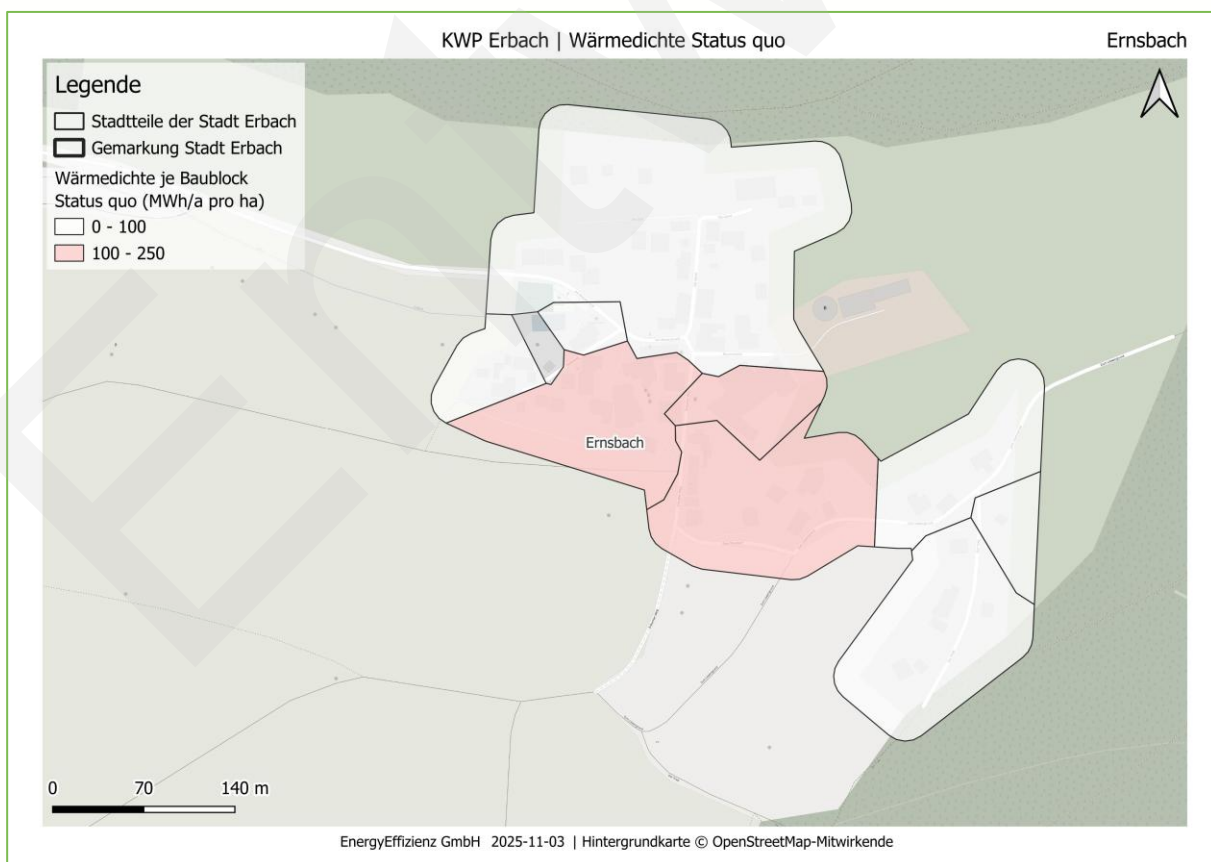 KWP Erbach | Wärmedichte Status quo
Ernsbach
Legende
Stadtteile der Stadt Erbach
Gemarkung Stadt Erbach
Wärmedichte je Baublock
Status quo (MWh/a pro ha)
0 - 100
100 - 250
Ernsbach
0 70 140 m
EnergyEffizienz GmbH 2025-11-03 | Hintergrundkarte © OpenStreetMap-Mitwirkende